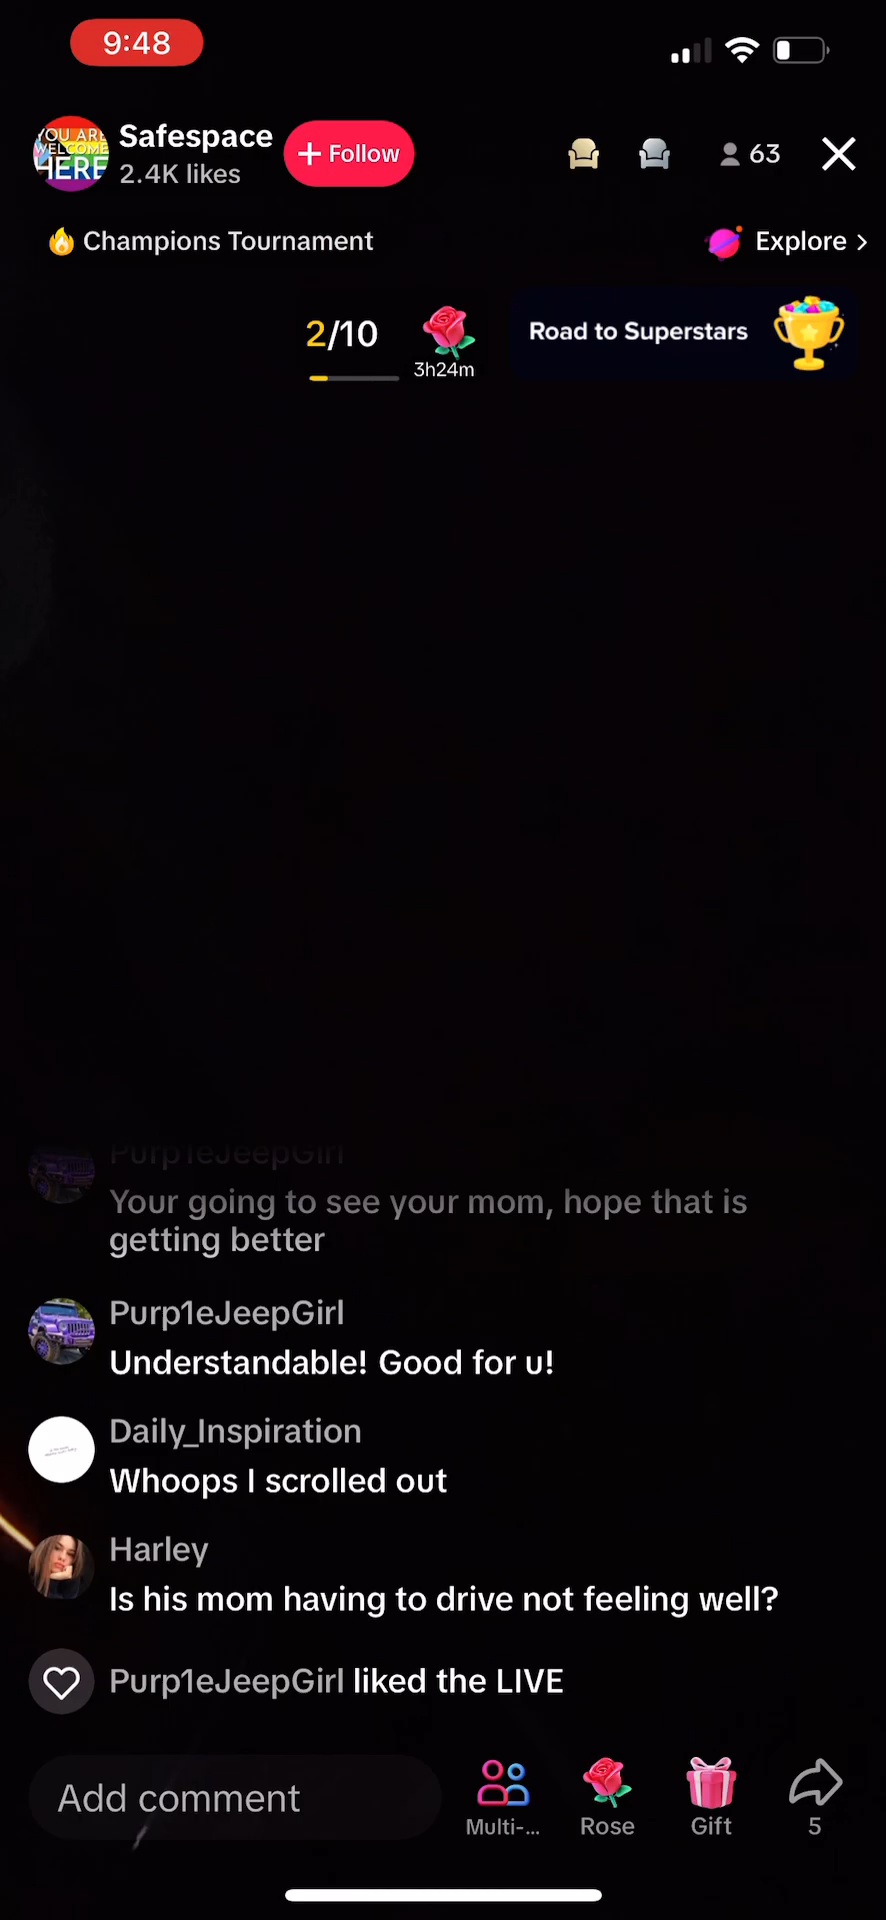 9:48
YOU ARE
WELCOME
HERE
Safespace
2.4K likes
+ Follow
63
Champions Tournament
Explore >
2/10
3h24m
Road to Superstars
Purp1eJeepGirl
Your going to see your mom, hope that is
getting better
Purp1eJeepGirl
Understandable! Good for u!
Daily_Inspiration
Whoops I scrolled out
Harley
Is his mom having to drive not feeling well?
Purp1eJeepGirl liked the LIVE
Add comment
Multi-...
Rose
Gift
5